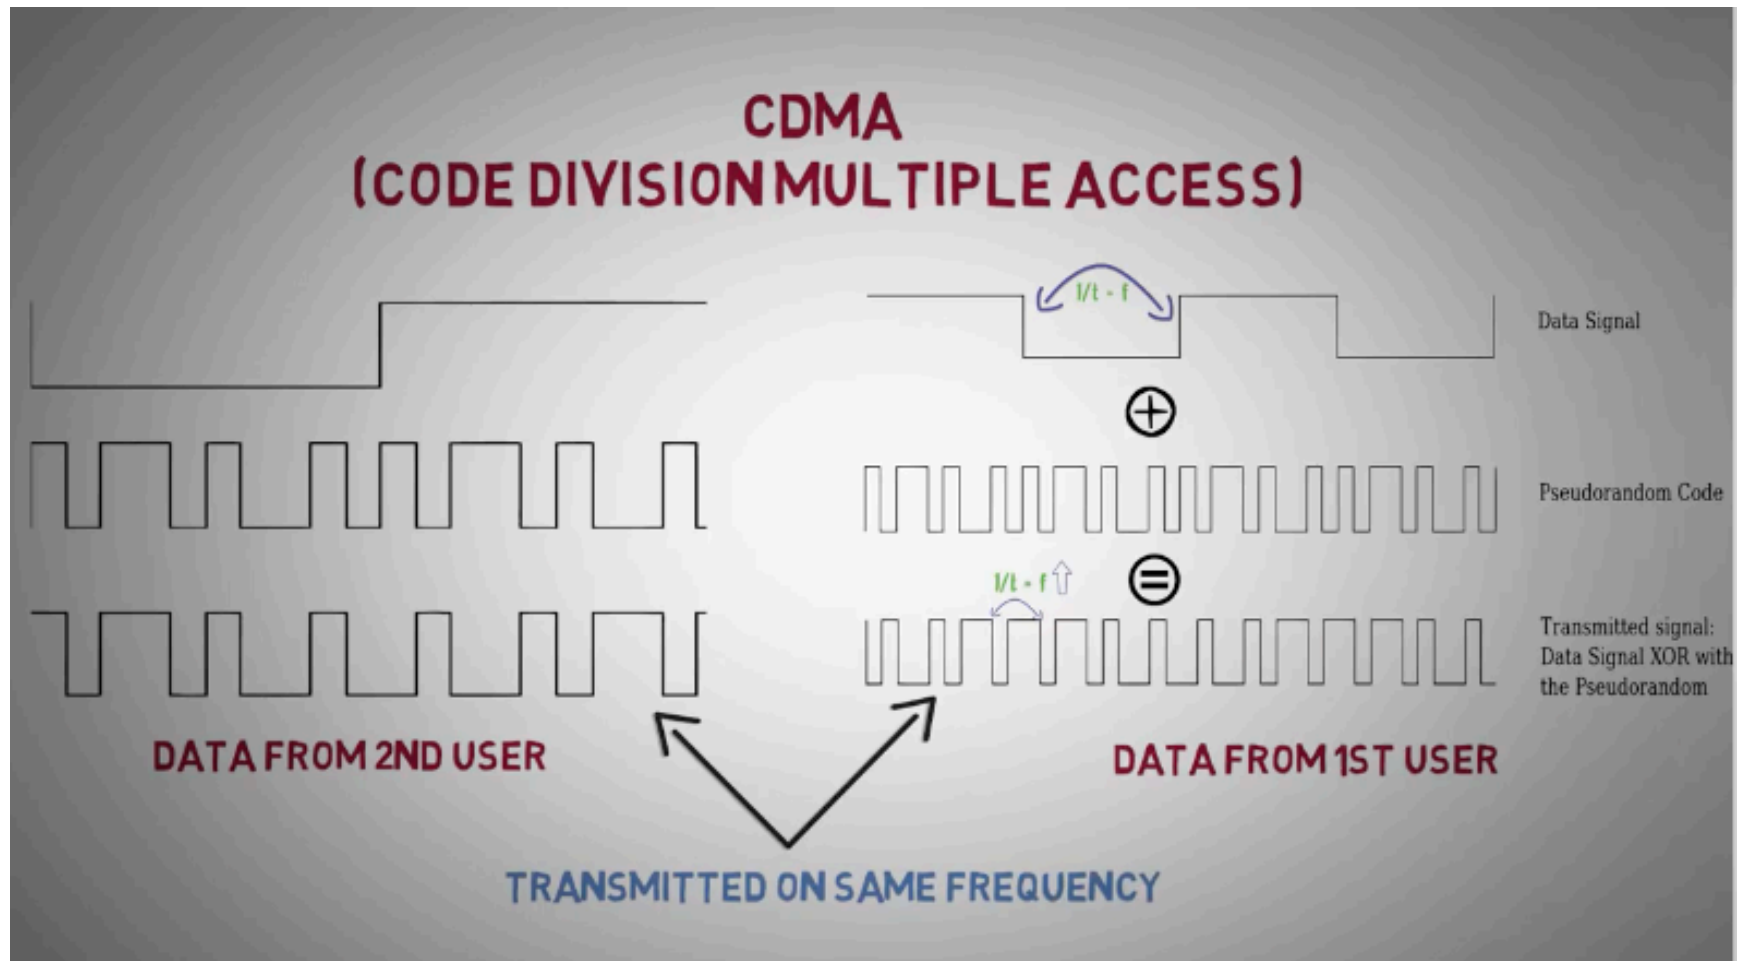 CDMA
(CODE DIVISION MULTIPLE ACCESS)
1/t - f
Data Signal
Pseudorandom Code
1/t - f
Transmitted signal:
Data Signal XOR with
the Pseudorandom
DATA FROM 2ND USER
DATA FROM 1ST USER
TRANSMITTED ON SAME FREQUENCY